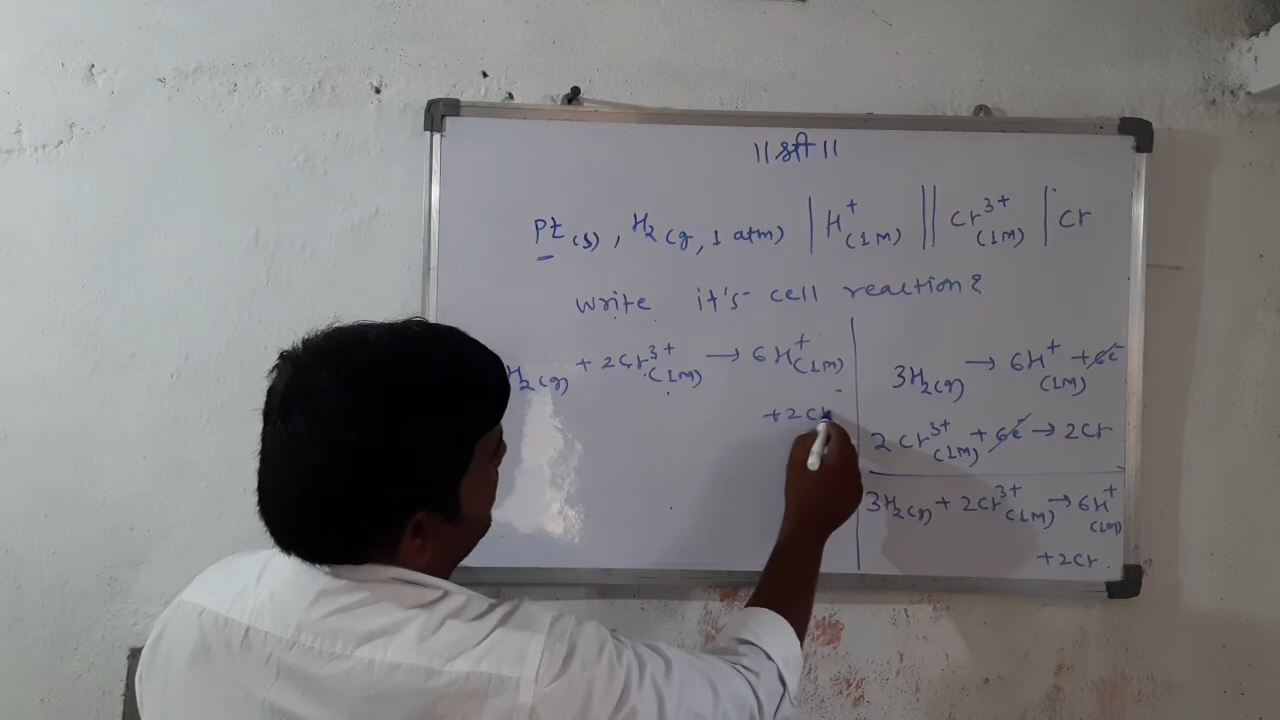 ॥ श्री ॥
Pt (s), H₂ (g, 1 atm) | H⁺ (1M) || Cr³⁺ (1M) | Cr
write it's cell reaction?
H₂(g) + 2Cr³⁺(1M) → 6H⁺(1M)
+2Cr
3H₂(g) → 6H⁺(1M) + 6e⁻
2Cr³⁺(1M) + 6e⁻ → 2Cr
3H₂(g) + 2Cr³⁺(1M) → 6H⁺(1M)
+2Cr.